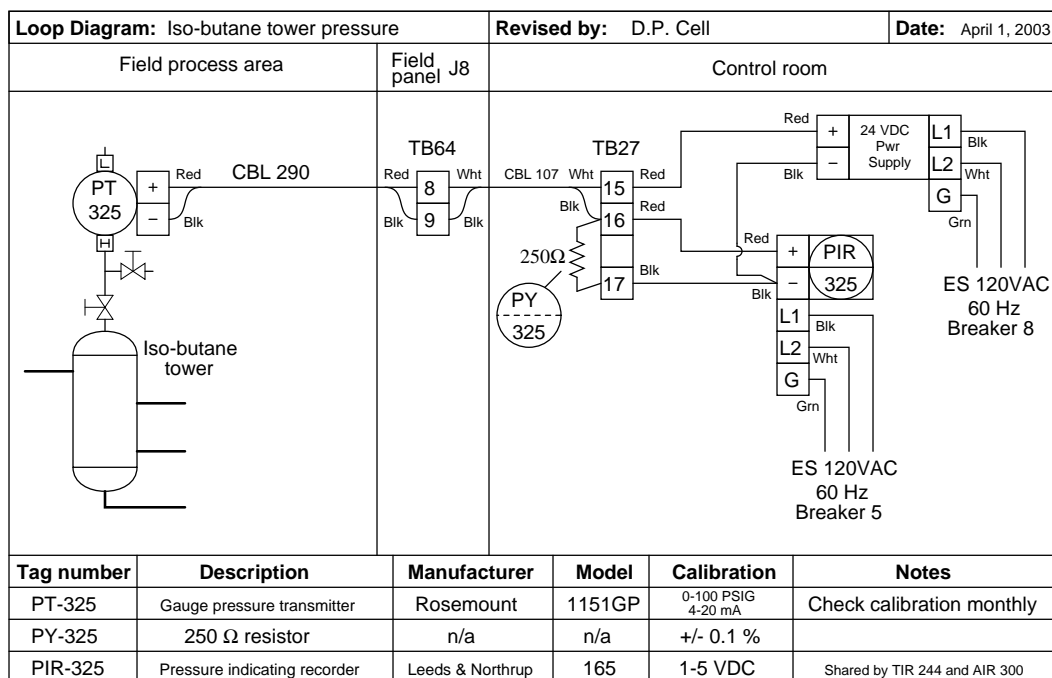 Loop Diagram: Iso-butane tower pressure
Revised by: D.P. Cell
Date: April 1, 2003
Field process area
Field panel J8
Control room
L
PT
325
H
+
−
Red
Blk
CBL 290
TB64
Red
Blk
8
9
Wht
Blk
CBL 107
TB27
Wht
Blk
15
16
17
Red
Red
Blk
250Ω
PY
325
Red
Blk
+
−
24 VDC
Pwr
Supply
L1
L2
G
Blk
Wht
Grn
ES 120VAC
60 Hz
Breaker 8
Red
Blk
+
−
PIR
325
L1
L2
G
Blk
Wht
Grn
ES 120VAC
60 Hz
Breaker 5
Iso-butane
tower
Tag number Description Manufacturer Model Calibration Notes
PT-325 Gauge pressure transmitter Rosemount 1151GP 0-100 PSIG 4-20 mA Check calibration monthly
PY-325 250 Ω resistor n/a n/a +/- 0.1 %
PIR-325 Pressure indicating recorder Leeds & Northrup 165 1-5 VDC Shared by TIR 244 and AIR 300